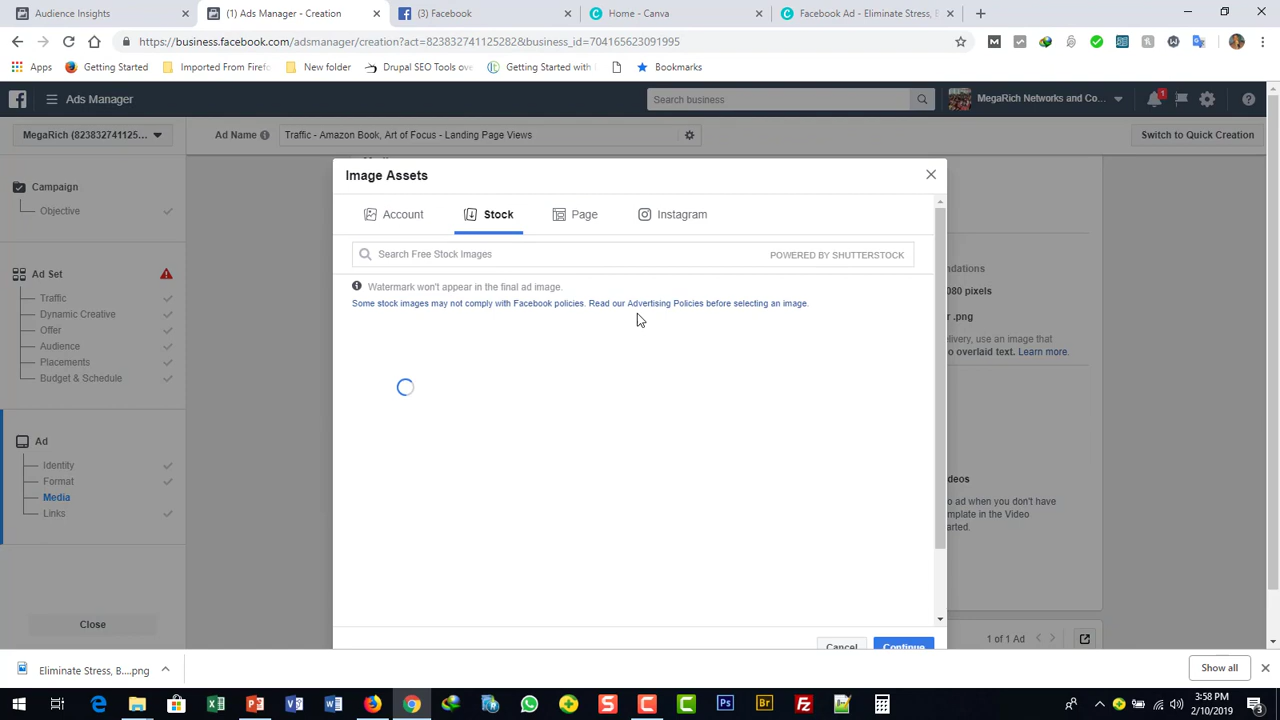 Audience Insights
(1) Ads Manager - Creation
(3) Facebook
Home - Canva
Facebook Ad - Eliminate Stress, E
https://business.facebook.com/adsmanager/creation?act=823832741125282&business_id=704165623091995
Apps
Getting Started
Imported From Firef
New folder
Drupal SEO Tools ove
Getting Started with
Bookmarks
Ads Manager
Search business
MegaRich Networks and Co...
1
MegaRich (823832741125...
Ad Name
Traffic - Amazon Book, Art of Focus - Landing Page Views
Switch to Quick Creation
Campaign
Objective
Ad Set
Traffic
Dynamic Creative
Offer
Audience
Placements
Budget & Schedule
Ad
Identity
Format
Media
Links
Close
Image Assets
Account
Stock
Page
Instagram
Search Free Stock Images
POWERED BY SHUTTERSTOCK
Watermark won't appear in the final ad image.
Some stock images may not comply with Facebook policies. Read our Advertising Policies before selecting an image.
Cancel
Continue
ndations
080 pixels
r .png
elivery, use an image that
o overlaid text. Learn more.
deos
o ad when you don't have
mplate in the Video
arted.
1 of 1 Ad
Eliminate Stress, B....png
Show all
3:58 PM
2/10/2019